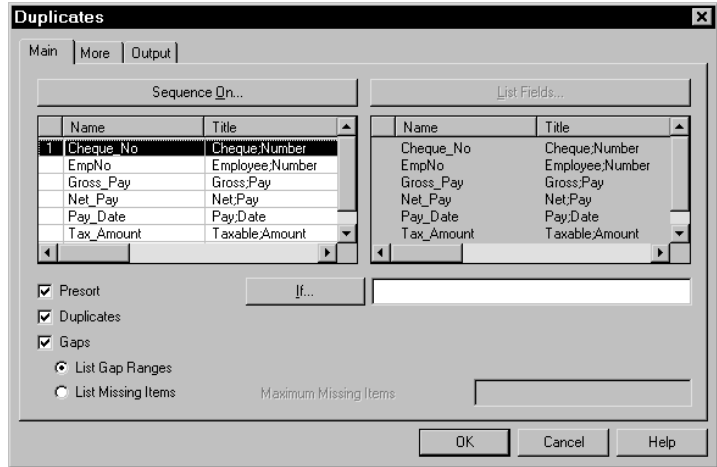 Duplicates
Main More Output
Sequence On... List Fields...
Name Title Name Title
1 Cheque_No Cheque;Number Cheque_No Cheque;Number
EmpNo Employee;Number EmpNo Employee;Number
Gross_Pay Gross;Pay Gross_Pay Gross;Pay
Net_Pay Net;Pay Net_Pay Net;Pay
Pay_Date Pay;Date Pay_Date Pay;Date
Tax_Amount Taxable;Amount Tax_Amount Taxable;Amount
Presort If...
Duplicates
Gaps
List Gap Ranges
List Missing Items Maximum Missing Items
OK Cancel Help